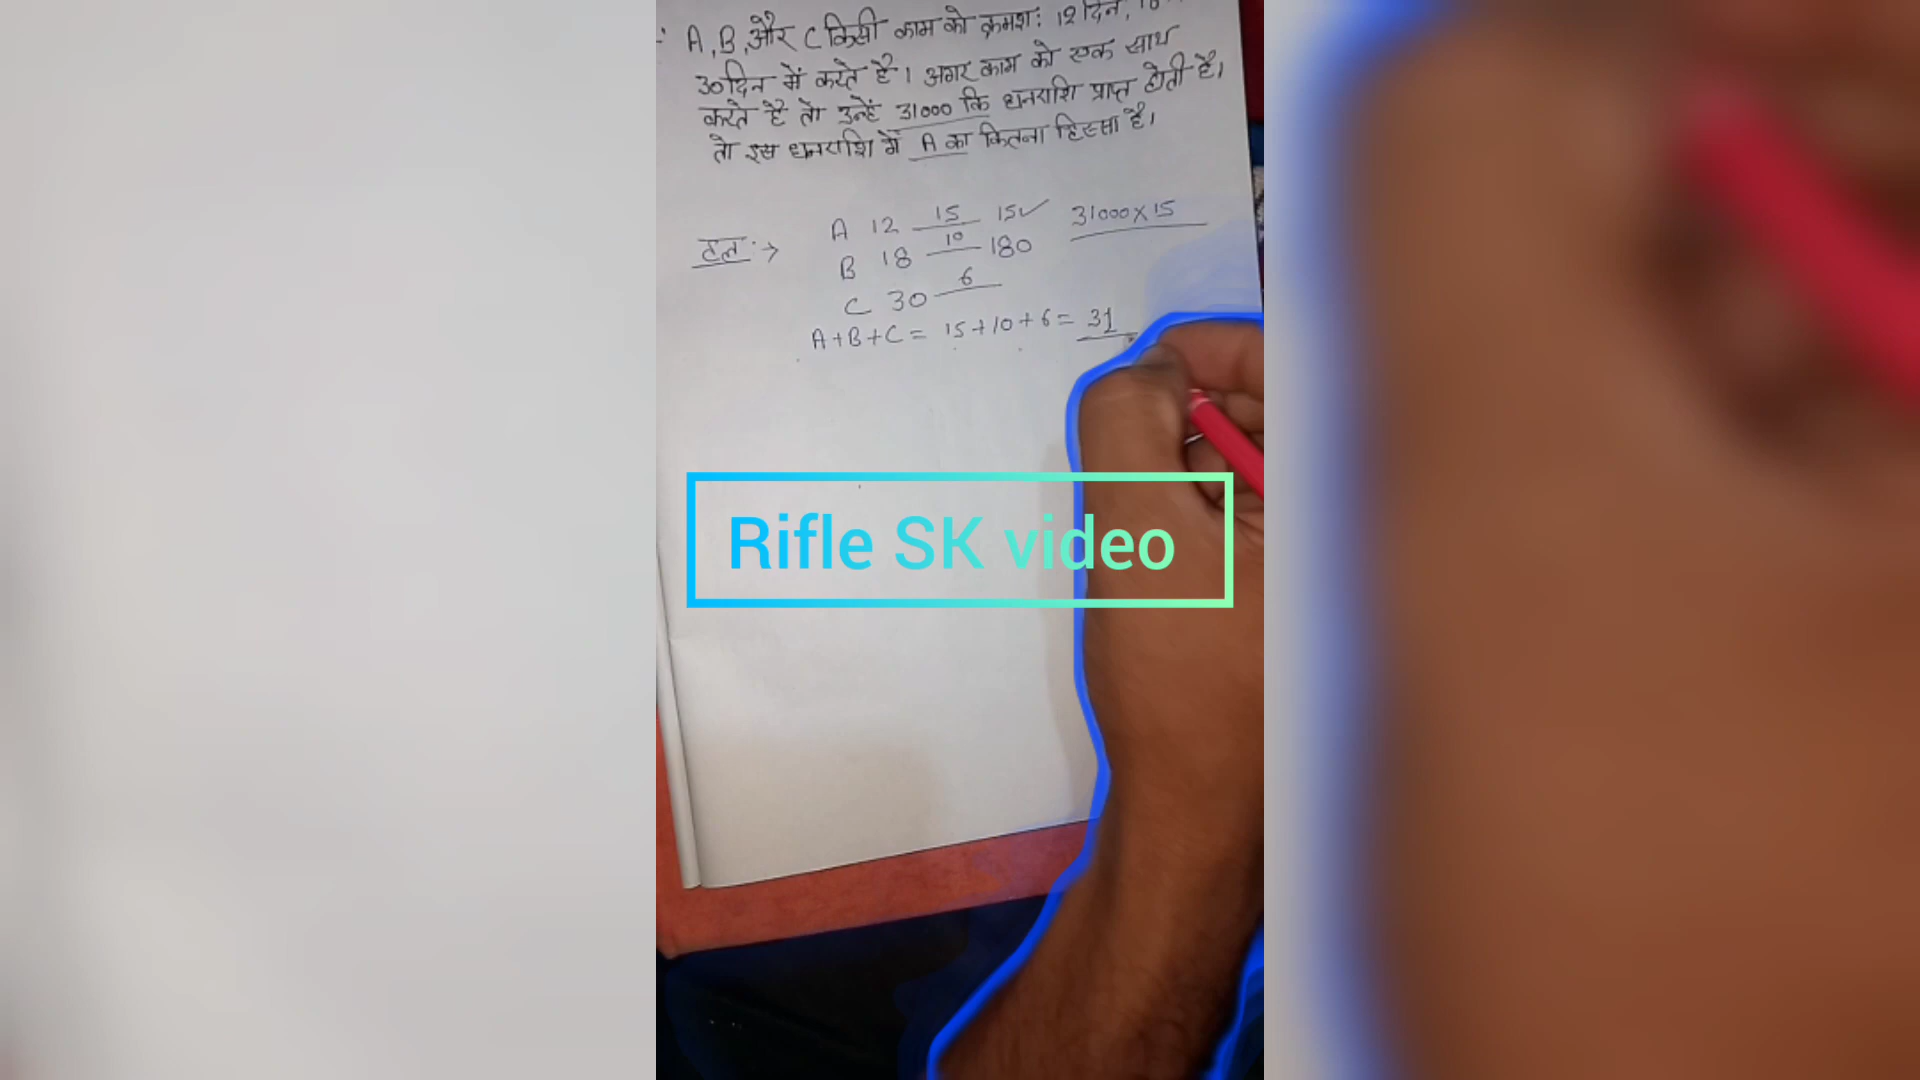 A, B, और C किसी काम को क्रमश: 12 दिन,
30 दिन में करते है। अगर काम को एक साथ
करते है तो उन्हें 31000 कि धनराशि प्राप्त होती है।
तो इस धनराशि में A का कितना हिस्सा है।
हल:→
A 12 15 15✓ 31000×15
B 18 10 180
C 30 6
A+B+C = 15+10+6= 31
Rifle SK video